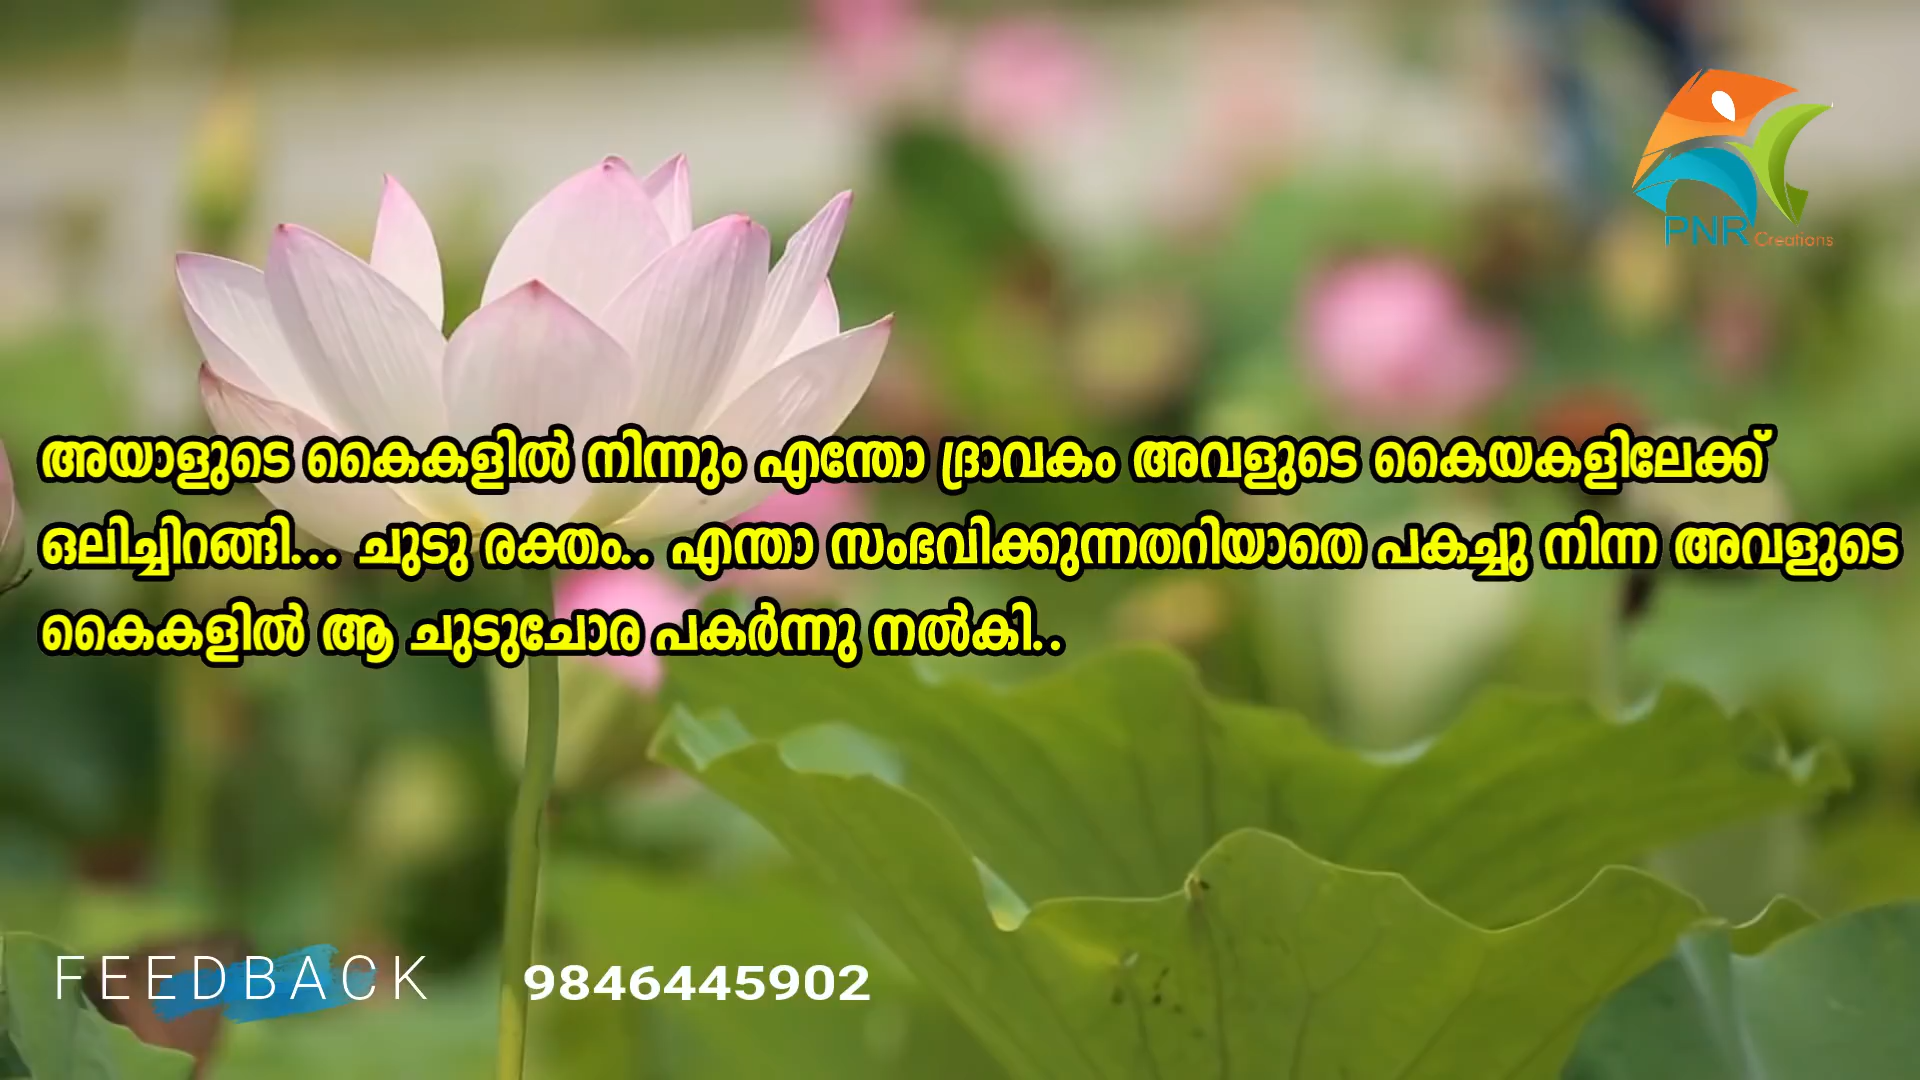 PNR Creations
അയാളുടെ കൈകളിൽ നിന്നും എന്തോ ദ്രാവകം അവളുടെ കൈയകളിലേക്ക്
ഒലിച്ചിറങ്ങി... ചുടു രക്തം.. എന്താ സംഭവിക്കുന്നതറിയാതെ പകച്ചു നിന്ന അവളുടെ
കൈകളിൽ ആ ചുടുചോര പകർന്നു നൽകി..
FEEDBACK 9846445902